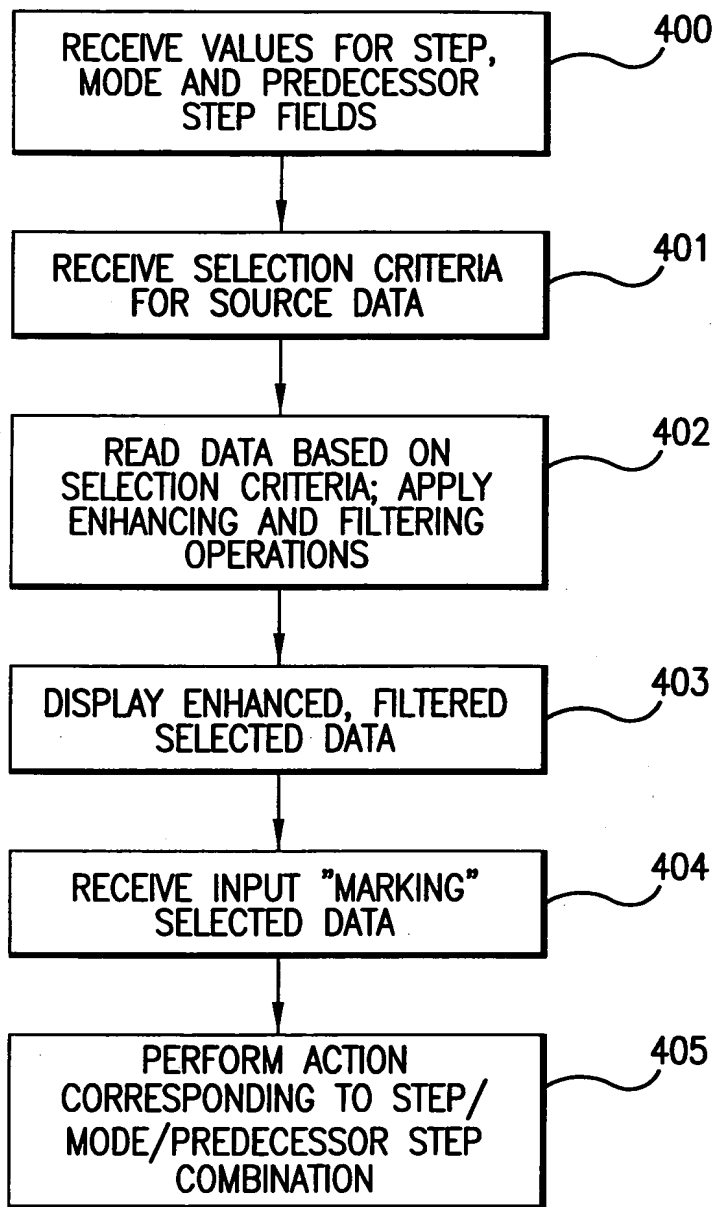 RECEIVE VALUES FOR STEP,
MODE AND PREDECESSOR
STEP FIELDS
400
RECEIVE SELECTION CRITERIA
FOR SOURCE DATA
401
READ DATA BASED ON
SELECTION CRITERIA; APPLY
ENHANCING AND FILTERING
OPERATIONS
402
DISPLAY ENHANCED, FILTERED
SELECTED DATA
403
RECEIVE INPUT "MARKING"
SELECTED DATA
404
PERFORM ACTION
CORRESPONDING TO STEP/
MODE/PREDECESSOR STEP
COMBINATION
405